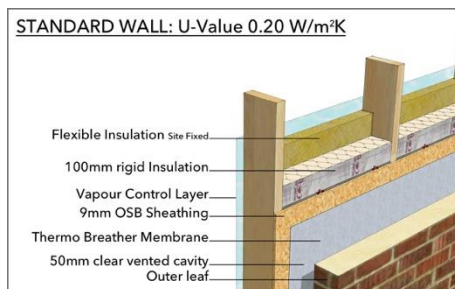 STANDARD WALL: U-Value 0.20 W/m²K
Flexible Insulation Site Fixed
100mm rigid Insulation
Vapour Control Layer
9mm OSB Sheathing
Thermo Breather Membrane
50mm clear vented cavity
Outer leaf